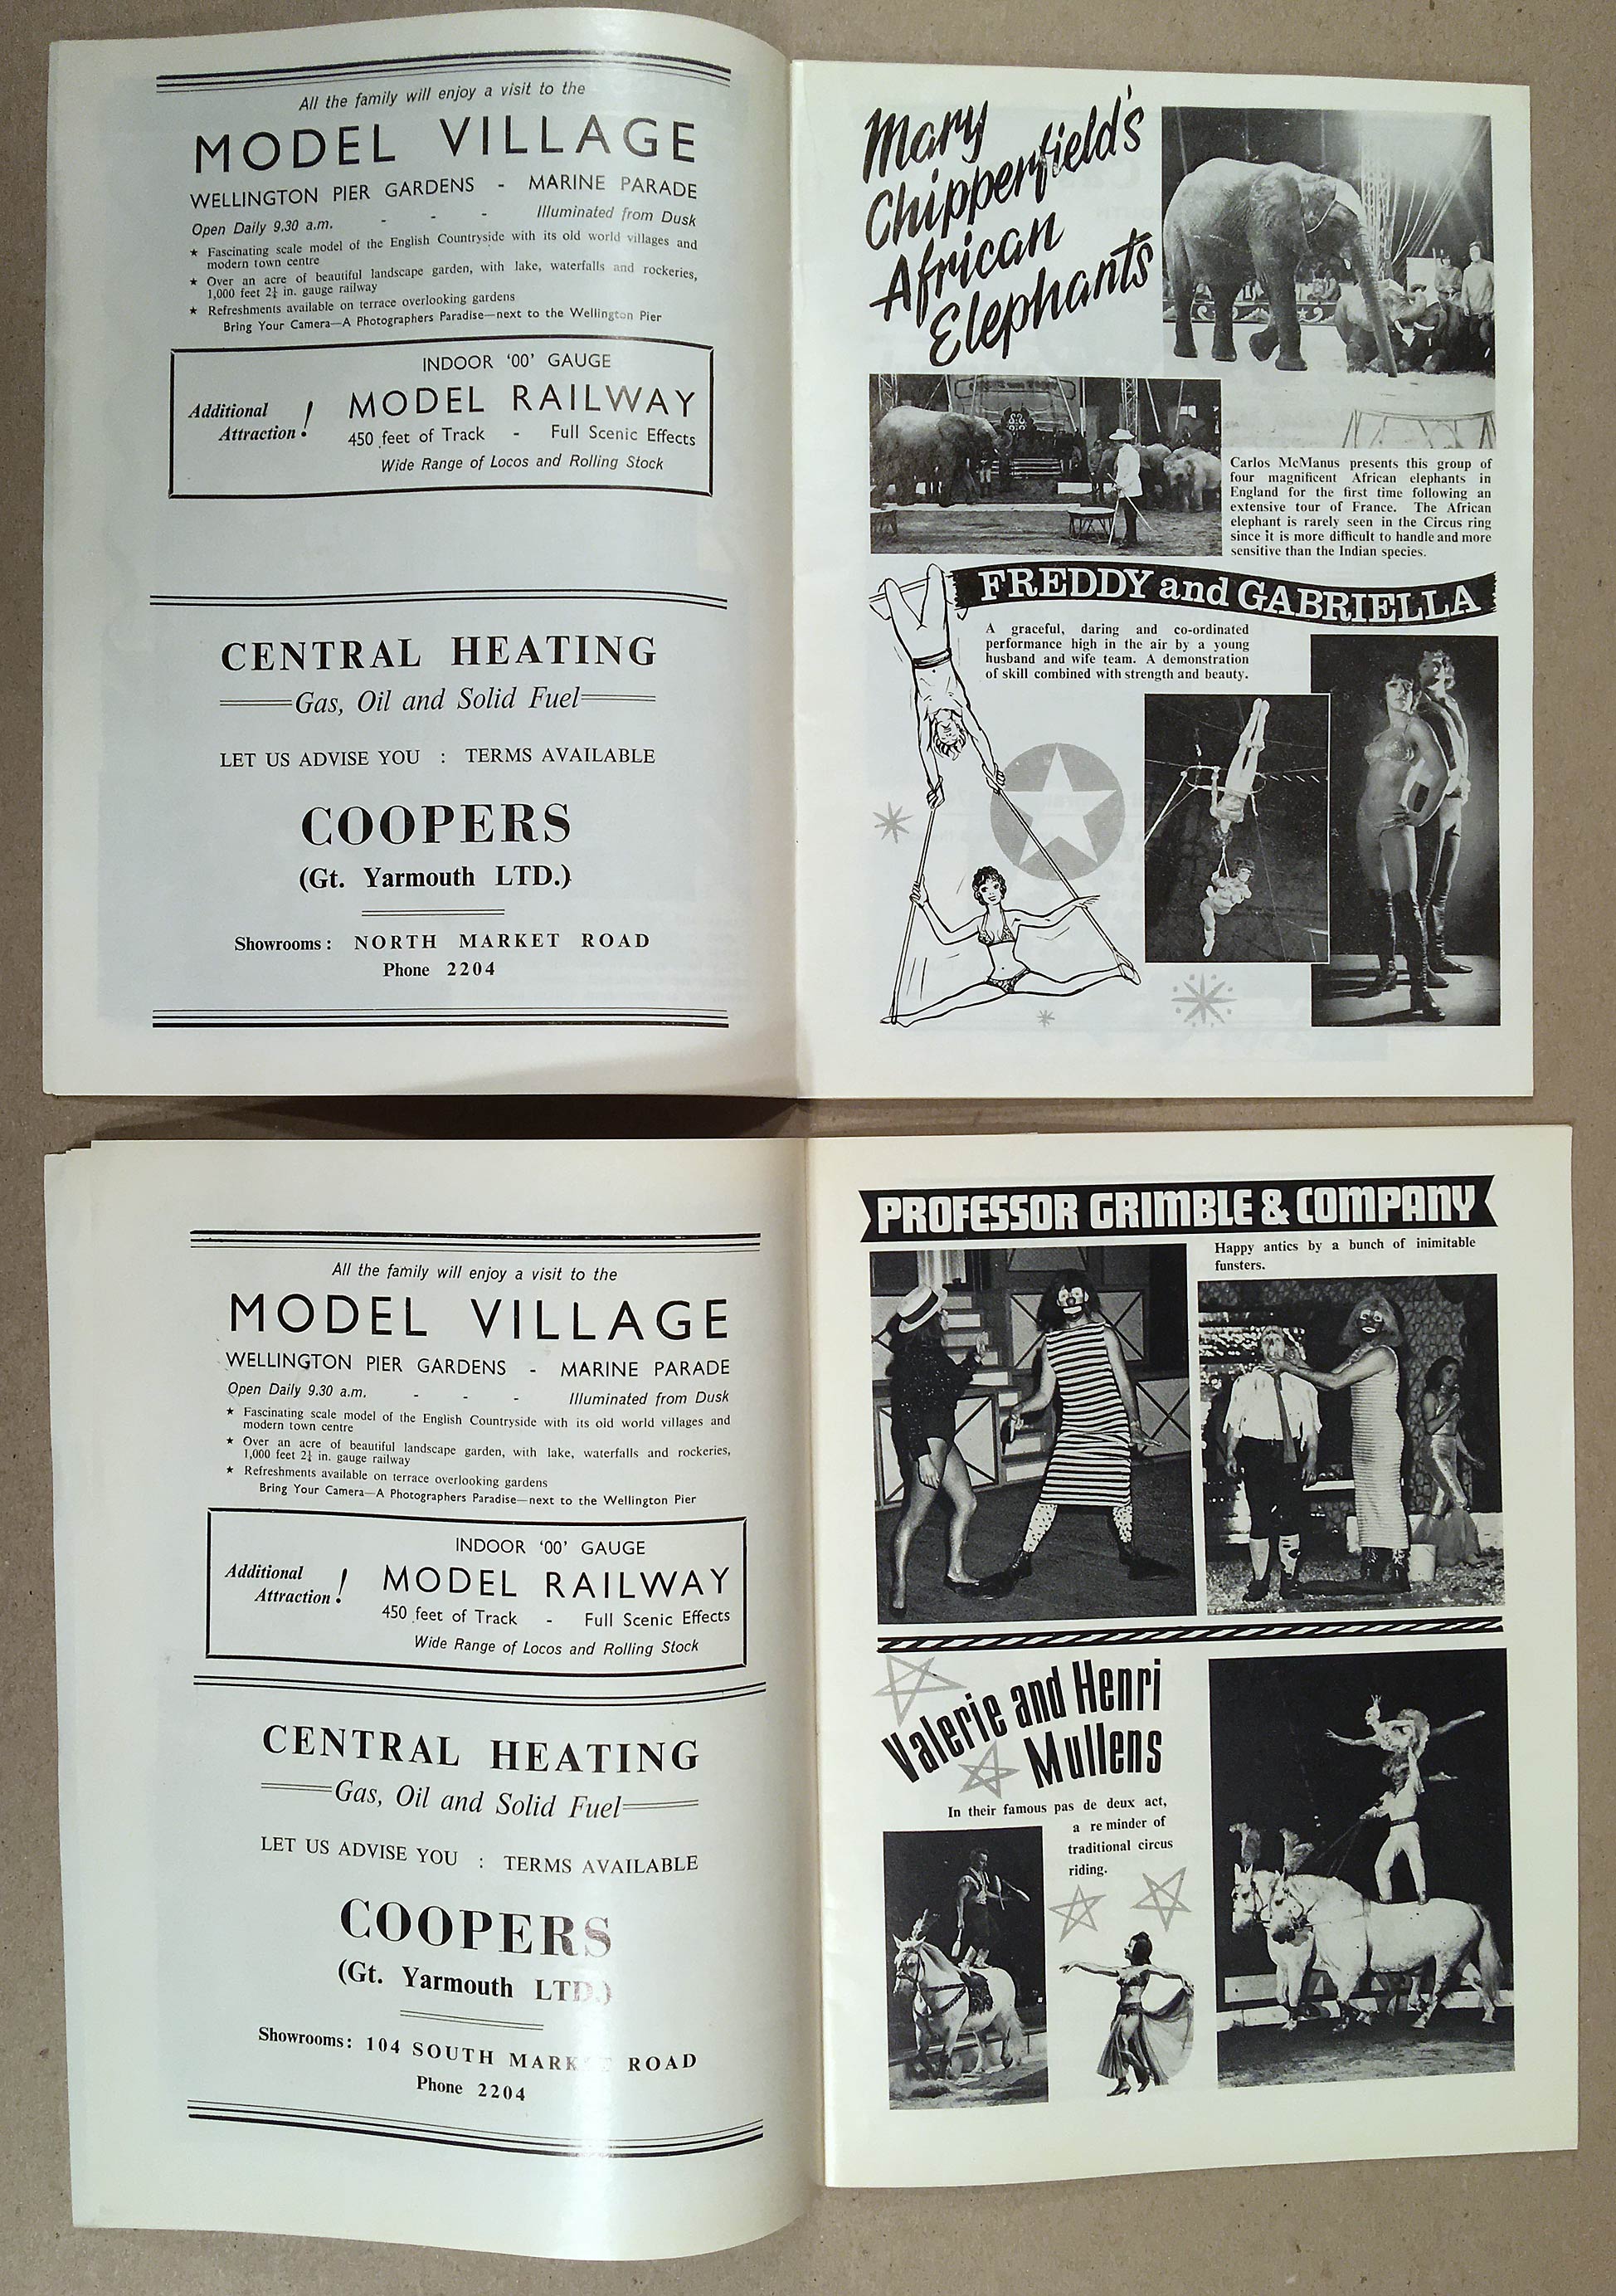 All the family will enjoy a visit to the
MODEL VILLAGE
WELLINGTON PIER GARDENS - MARINE PARADE
Open Daily 9.30 a.m. - - - Illuminated from Dusk
★ Fascinating scale model of the English Countryside with its old world villages and
modern town centre
★ Over an acre of beautiful landscape garden, with lake, waterfalls and rockeries,
1,000 feet 2½ in. gauge railway
★ Refreshments available on terrace overlooking gardens
Bring Your Camera—A Photographers Paradise—next to the Wellington Pier
INDOOR '00' GAUGE
Additional
Attraction!
MODEL RAILWAY
450 feet of Track - Full Scenic Effects
Wide Range of Locos and Rolling Stock
CENTRAL HEATING
Gas, Oil and Solid Fuel
LET US ADVISE YOU : TERMS AVAILABLE
COOPERS
(Gt. Yarmouth LTD.)
Showrooms: NORTH MARKET ROAD
Phone 2204
Mary
Chipperfield's
African
Elephants
Carlos McManus presents this group of
four magnificent African elephants in
England for the first time following an
extensive tour of France. The African
elephant is rarely seen in the Circus ring
since it is more difficult to handle and more
sensitive than the Indian species.
FREDDY and GABRIELLA
A graceful, daring and co-ordinated
performance high in the air by a young
husband and wife team. A demonstration
of skill combined with strength and beauty.
All the family will enjoy a visit to the
MODEL VILLAGE
WELLINGTON PIER GARDENS - MARINE PARADE
Open Daily 9.30 a.m. - - - Illuminated from Dusk
★ Fascinating scale model of the English Countryside with its old world villages and
modern town centre
★ Over an acre of beautiful landscape garden, with lake, waterfalls and rockeries,
1,000 feet 2½ in. gauge railway
★ Refreshments available on terrace overlooking gardens
Bring Your Camera—A Photographers Paradise—next to the Wellington Pier
INDOOR '00' GAUGE
Additional
Attraction!
MODEL RAILWAY
450 feet of Track - Full Scenic Effects
Wide Range of Locos and Rolling Stock
CENTRAL HEATING
Gas, Oil and Solid Fuel
LET US ADVISE YOU : TERMS AVAILABLE
COOPERS
(Gt. Yarmouth LTD.)
Showrooms: 104 SOUTH MARKET ROAD
Phone 2204
PROFESSOR GRIMBLE & COMPANY
Happy antics by a bunch of inimitable
funsters.
Valerie and Henri
Mullens
In their famous pas de deux act,
a re minder of
traditional circus
riding.